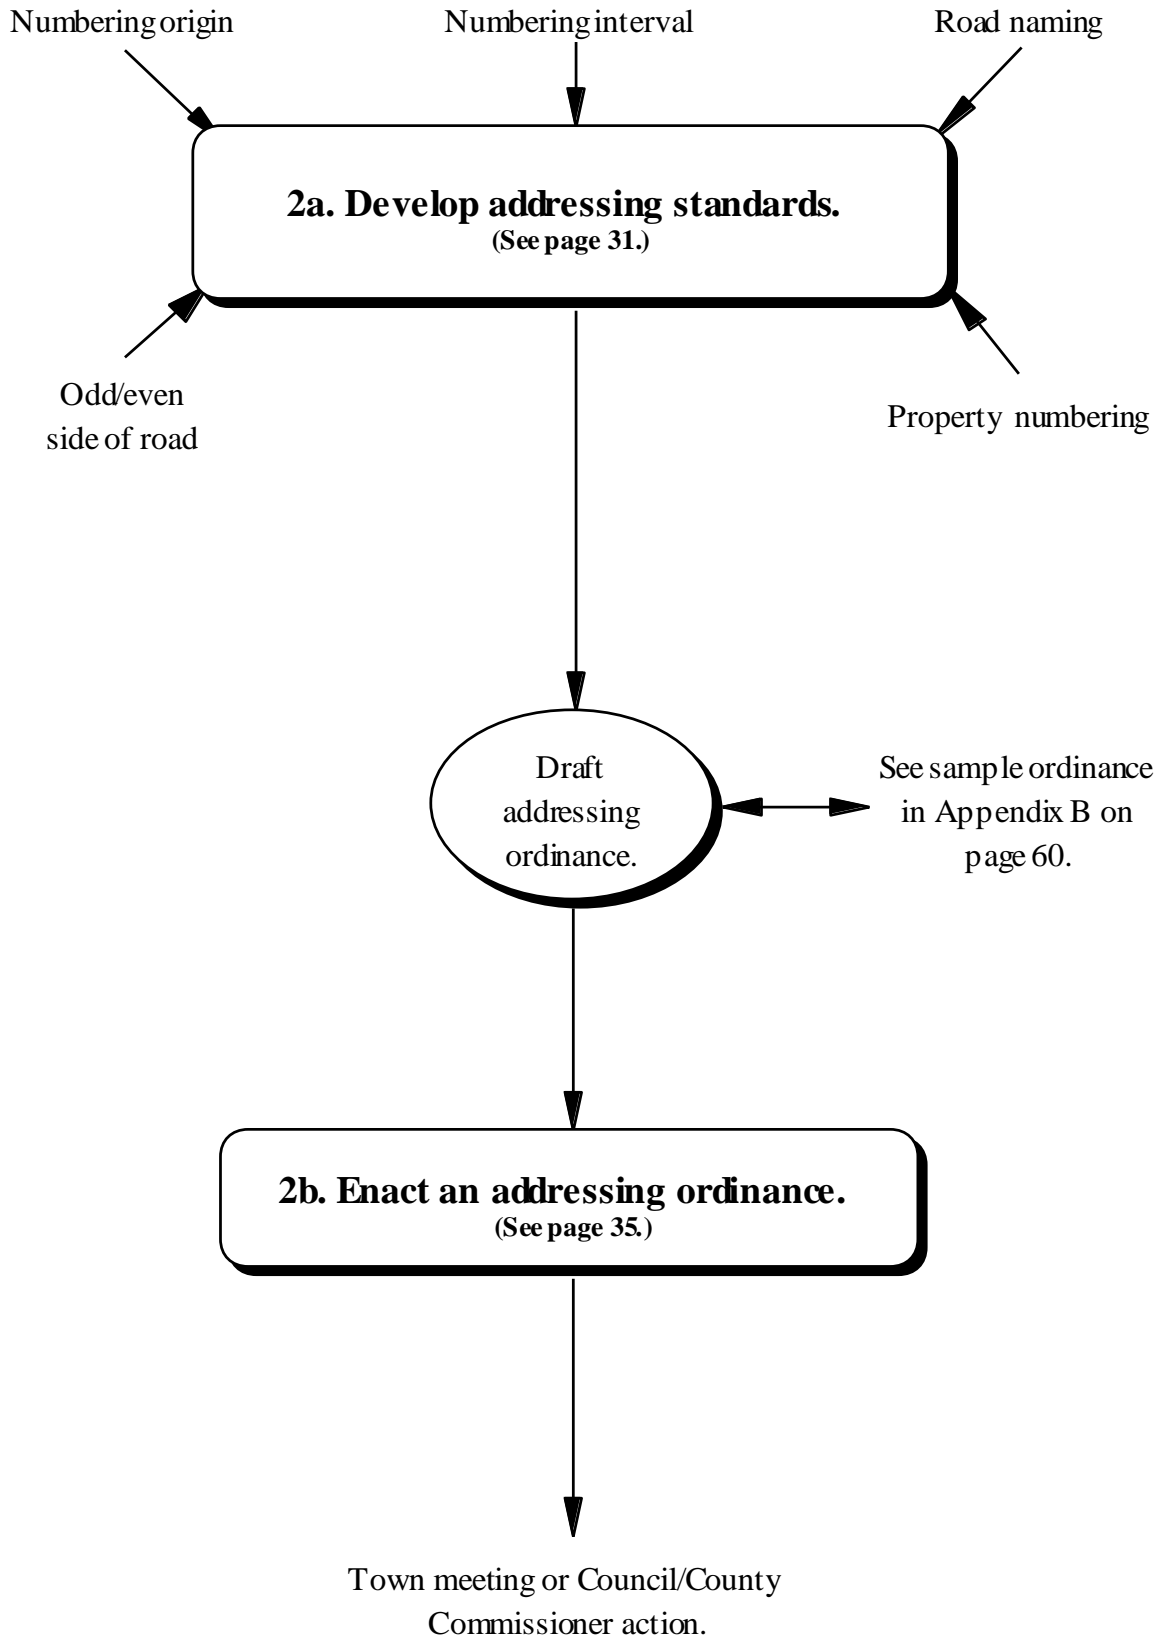 Numbering origin
Numbering interval
Road naming
2a. Develop addressing standards.
(See page 31.)
Odd/even
side of road
Property numbering
Draft
addressing
ordinance.
See sample ordinance
in Appendix B on
page 60.
2b. Enact an addressing ordinance.
(See page 35.)
Town meeting or Council/County
Commissioner action.